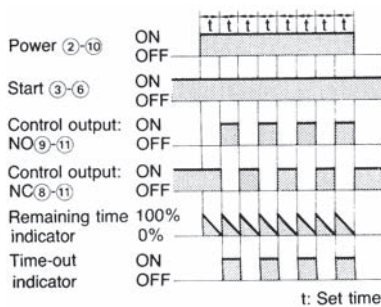 t t t t t t t t
Power ②-⑩ ON
OFF
Start ③-⑥ ON
OFF
Control output: ON
NO⑨-⑪ OFF
Control output: ON
NC⑧-⑪ OFF
Remaining time 100%
indicator 0%
Time-out ON
indicator OFF
t: Set time